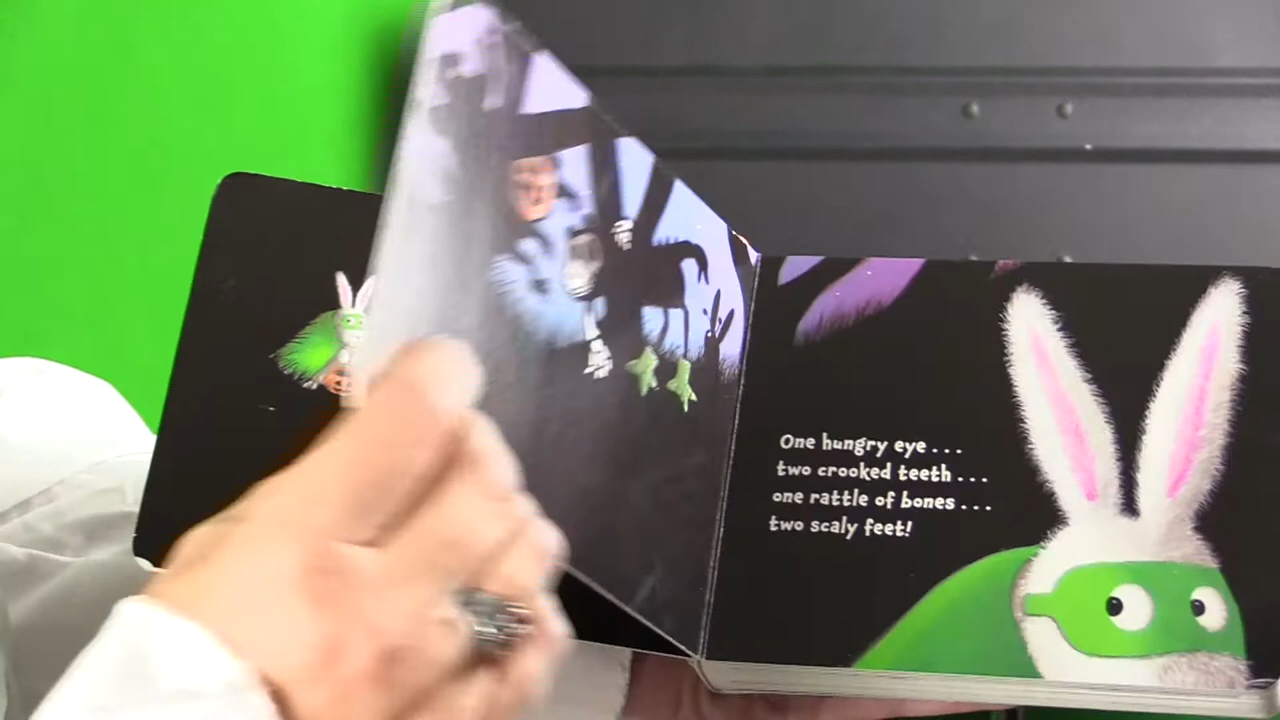 One hungry eye . . .
two crooked teeth . . .
one rattle of bones . . .
two scaly feet!